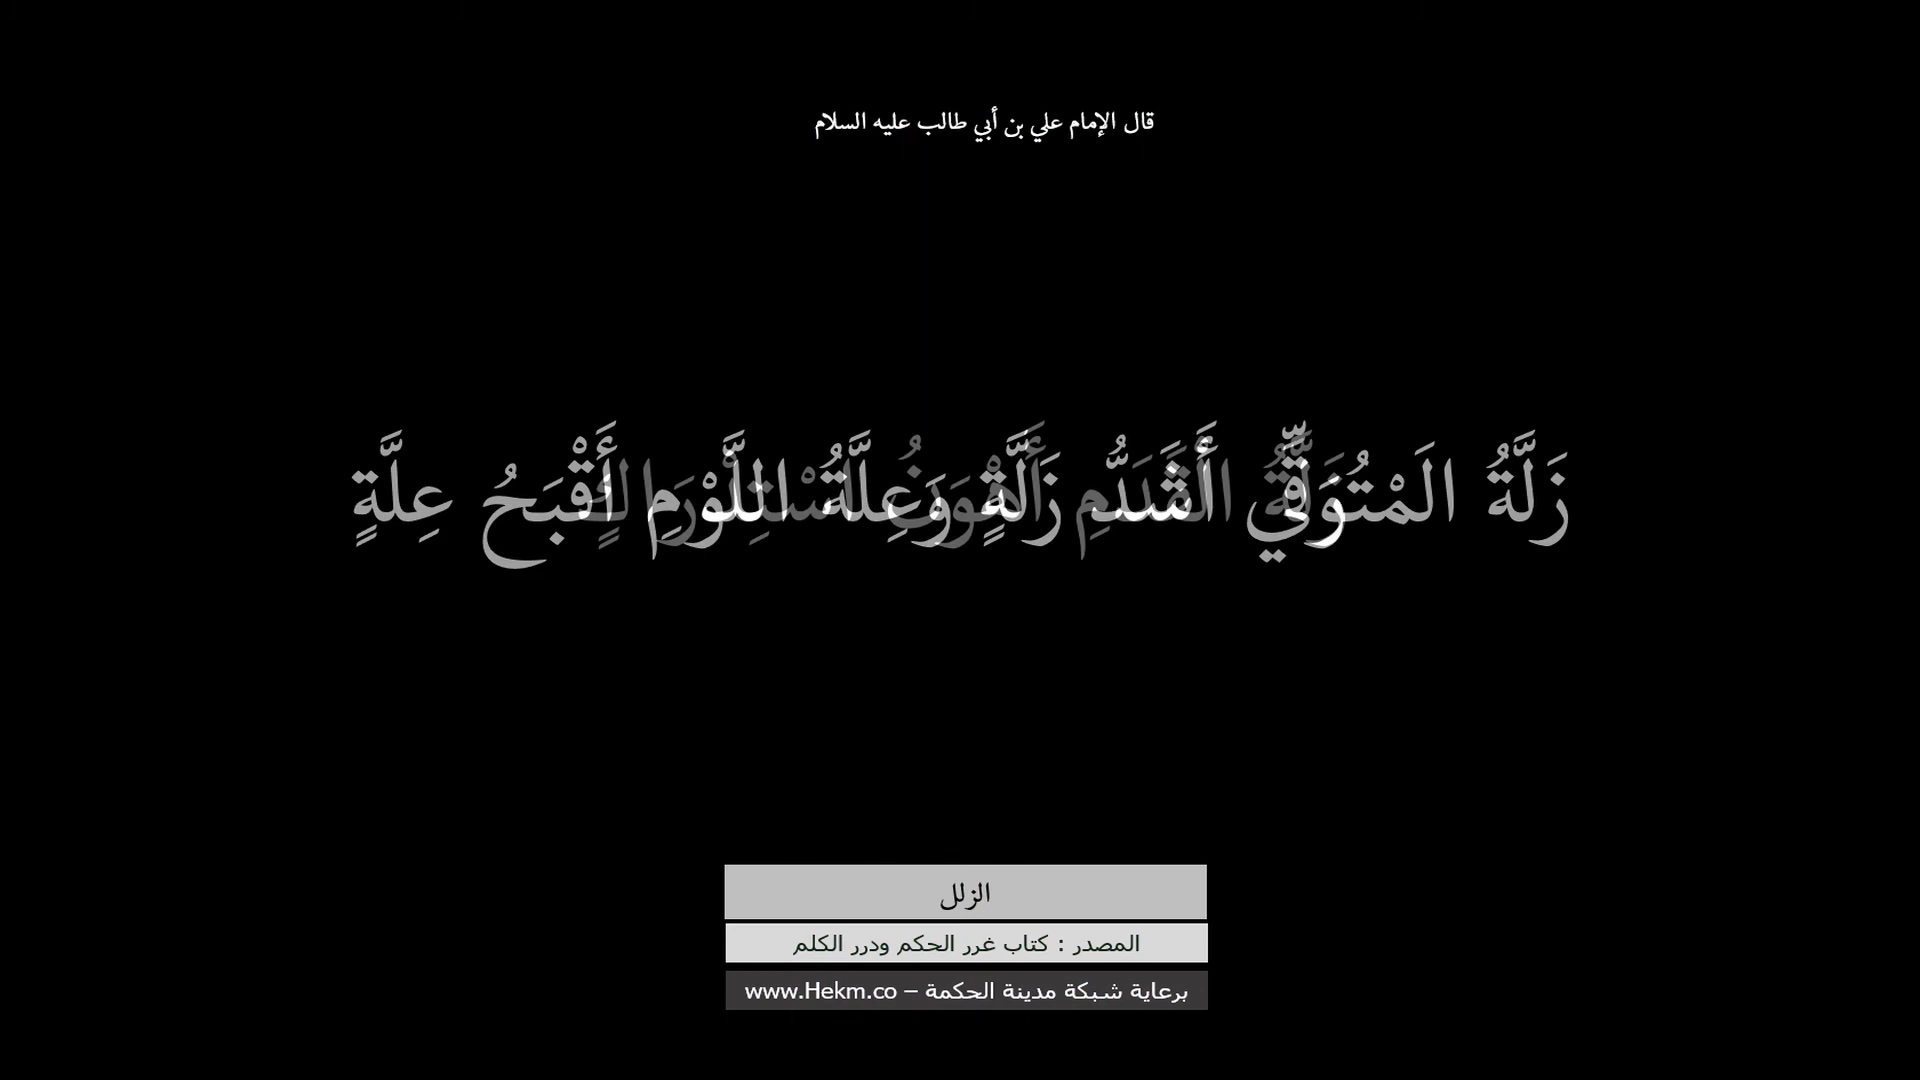 قال الإمام علي بن أبي طالب عليه السلام
زَلَّةُ المْتُوَقِّي أَشَدُّ زَلَّةٍ وَعِلَّةُ اللَّوْمِ أَقْبَحُ عِلَّةٍ
الزلل
المصدر : كتاب غرر الحكم ودرر الكلم
برعاية شبكة مدينة الحكمة – www.Hekm.co